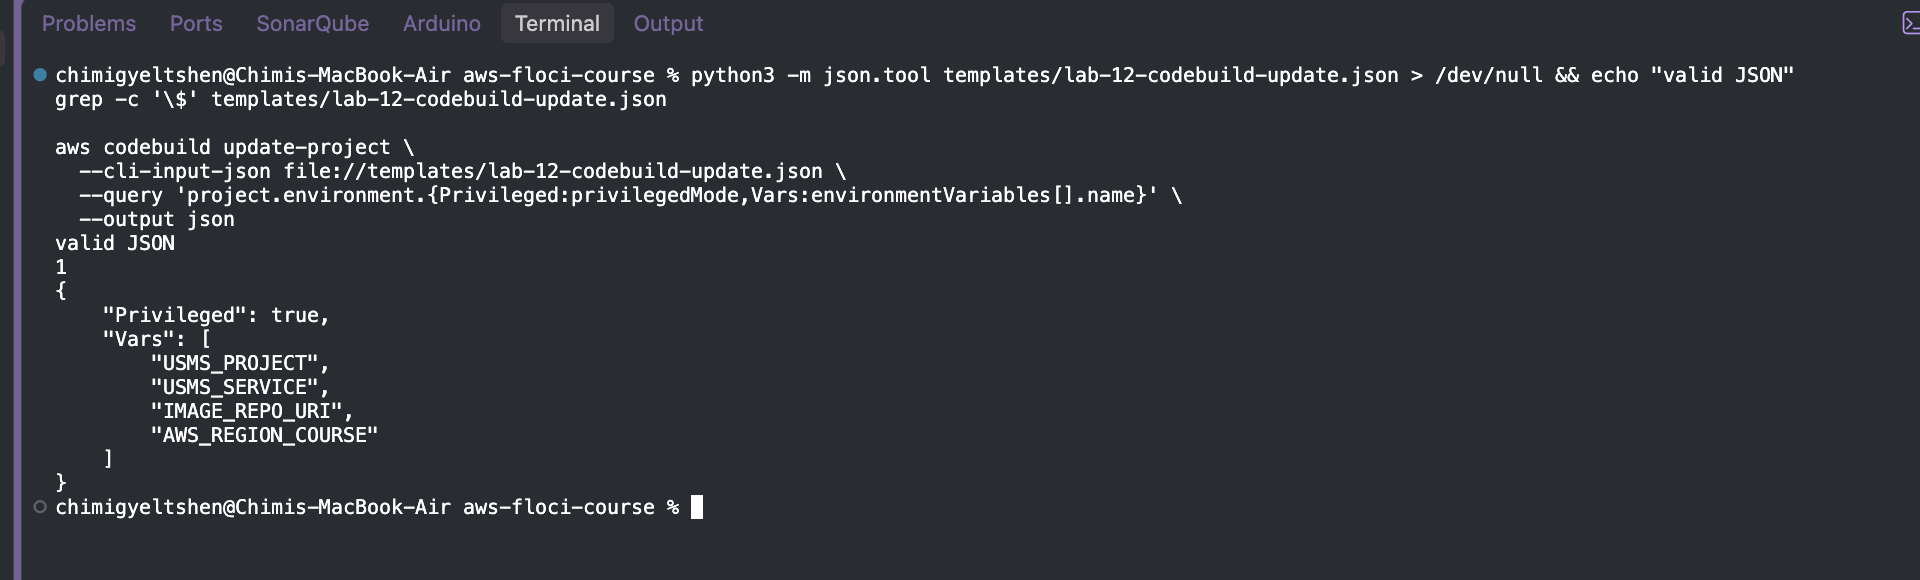 Problems Ports SonarQube Arduino Terminal Output
chimigyeltshen@Chimis-MacBook-Air aws-floci-course % python3 -m json.tool templates/lab-12-codebuild-update.json > /dev/null && echo "valid JSON"
grep -c '\$' templates/lab-12-codebuild-update.json
aws codebuild update-project \
  --cli-input-json file://templates/lab-12-codebuild-update.json \
  --query 'project.environment.{Privileged:privilegedMode,Vars:environmentVariables[].name}' \
  --output json
valid JSON
1
{
    "Privileged": true,
    "Vars": [
        "USMS_PROJECT",
        "USMS_SERVICE",
        "IMAGE_REPO_URI",
        "AWS_REGION_COURSE"
    ]
}
chimigyeltshen@Chimis-MacBook-Air aws-floci-course %